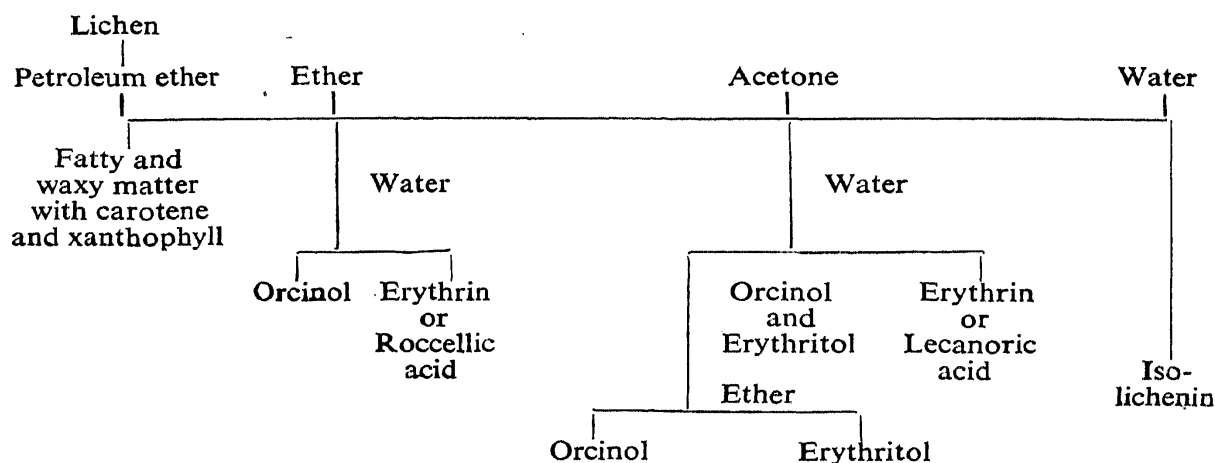 Lichen
Petroleum ether Ether Acetone Water
Fatty and
waxy matter
with carotene
and xanthophyll
Water
Water
Orcinol
Erythrin
or
Roccellic
acid
Orcinol
and
Erythritol
Erythrin
or
Lecanoric
acid
Iso-
lichenin
Ether
Orcinol
Erythritol